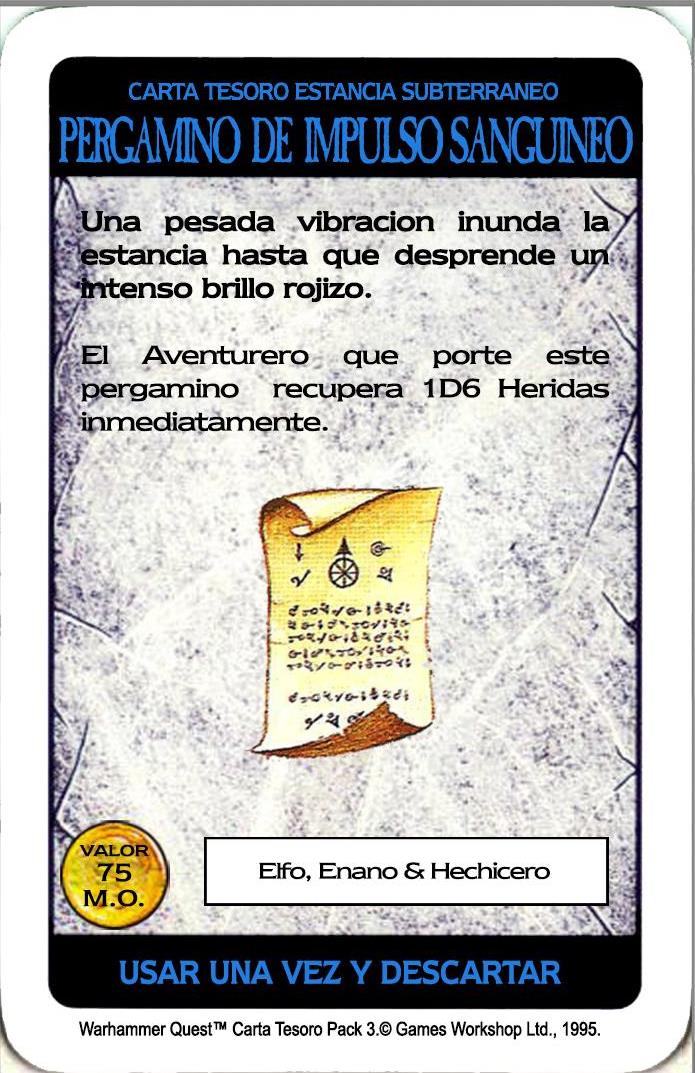 CARTA TESORO ESTANCIA SUBTERRANEO
PERGAMINO DE IMPULSO SANGUINEO
Una pesada vibracion inunda la
estancia hasta que desprende un
intenso brillo rojizo.
El Aventurero que porte este
pergamino recupera 1D6 Heridas
inmediatamente.
VALOR
75
M.O.
Elfo, Enano & Hechicero
USAR UNA VEZ Y DESCARTAR
Warhammer Quest™ Carta Tesoro Pack 3.© Games Workshop Ltd., 1995.